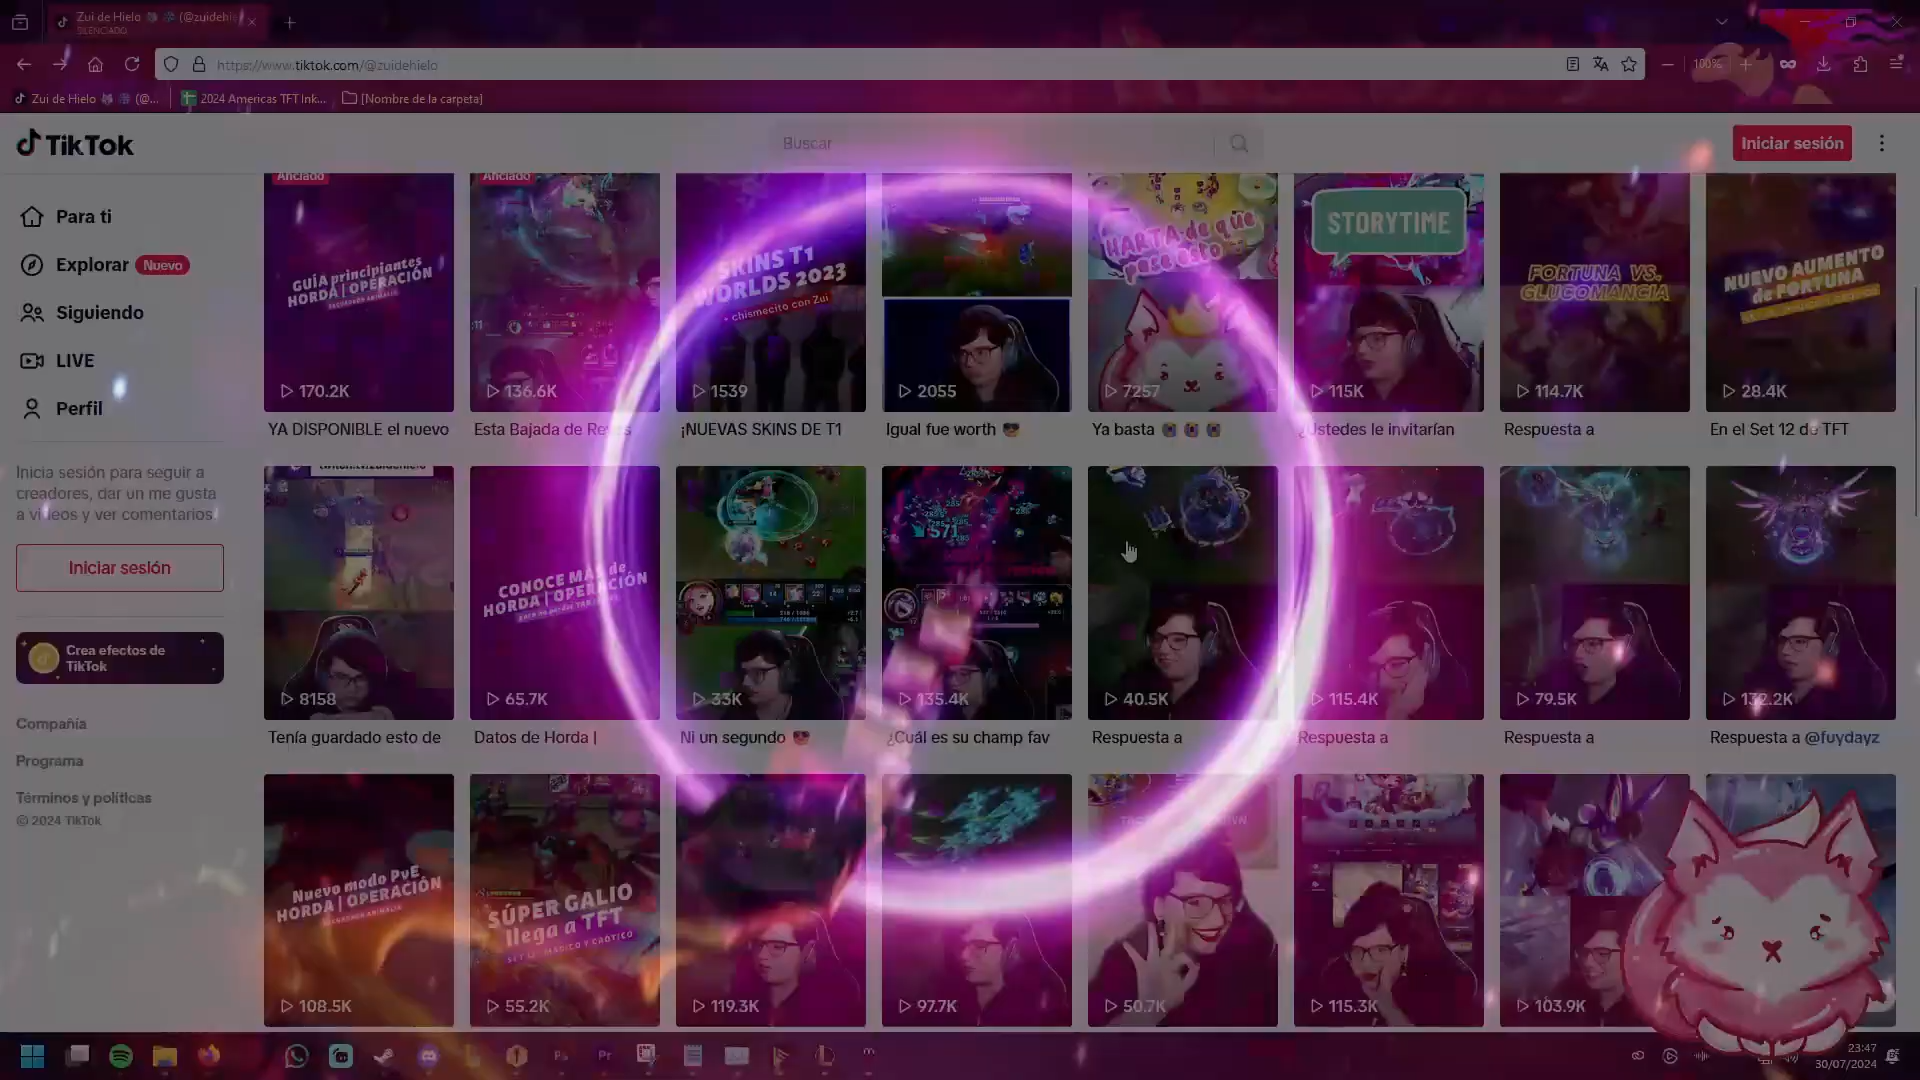 Zui de Hielo
(@zuidehie
SILENCIADO
https://www.tiktok.com/@zuidehielo
100%
Zui de Hielo
(@...
2024 Americas TFT Ink...
[Nombre de la carpeta]
TikTok
Buscar
Iniciar sesión
Para ti
Explorar Nuevo
Siguiendo
LIVE
Perfil
Inicia sesión para seguir a
creadores, dar un me gusta
a videos y ver comentarios.
Iniciar sesión
Crea efectos de
TikTok
Compañía
Programa
Términos y políticas
© 2024 TikTok
Anclado
GUÍA principiantes
HORDA | OPERACIÓN
170.2K
YA DISPONIBLE el nuevo
Anclado
136.6K
Esta Bajada de Reyes
SKINS T1
WORLDS 2023
• chismecito con Zui
1539
¡NUEVAS SKINS DE T1
2055
Igual fue worth 😎
HARTA de que
pase esto
7257
Ya basta 😭 😭 😭
STORYTIME
115K
¿Ustedes le invitarían
FORTUNA VS.
GLUCOMANCIA
114.7K
Respuesta a
NUEVO AUMENTO
de FORTUNA
28.4K
En el Set 12 de TFT
8158
Tenía guardado esto de
CONOCE MÁS de
HORDA | OPERACIÓN
65.7K
Datos de Horda |
33K
Ni un segundo 😎
571
135.4K
¿Cuál es su champ fav
40.5K
Respuesta a
115.4K
Respuesta a
79.5K
Respuesta a
132.2K
Respuesta a @fuydayz
Nuevo modo PvE
HORDA | OPERACIÓN
108.5K
SÚPER GALIO
llega a TFT
55.2K
119.3K
97.7K
50.7K
115.3K
103.9K
23:47
30/07/2024